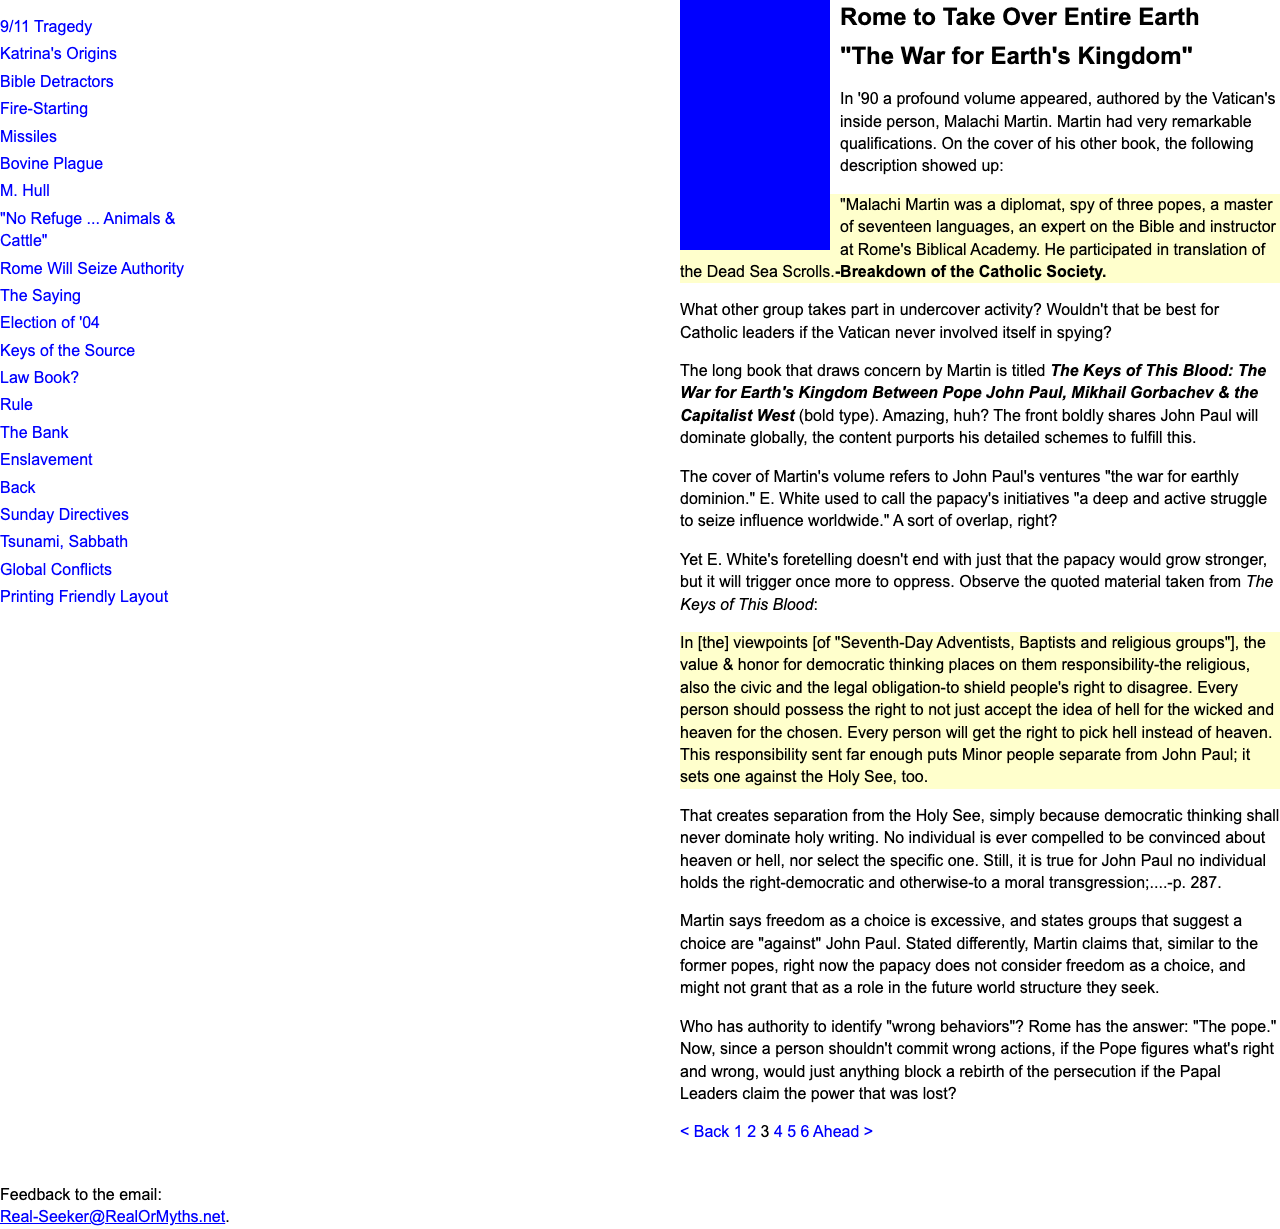 9/11 Tragedy
Katrina's Origins
Bible Detractors
Fire-Starting
Missiles
Bovine Plague
M. Hull
"No Refuge ... Animals &
Cattle"
Rome Will Seize Authority
The Saying
Election of '04
Keys of the Source
Law Book?
Rule
The Bank
Enslavement
Back
Sunday Directives
Tsunami, Sabbath
Global Conflicts
Printing Friendly Layout
Rome to Take Over Entire Earth
"The War for Earth's Kingdom"
In '90 a profound volume appeared, authored by the Vatican's
inside person, Malachi Martin. Martin had very remarkable
qualifications. On the cover of his other book, the following
description showed up:
"Malachi Martin was a diplomat, spy of three popes, a master
of seventeen languages, an expert on the Bible and instructor
at Rome's Biblical Academy. He participated in translation of
the Dead Sea Scrolls.-Breakdown of the Catholic Society.
What other group takes part in undercover activity? Wouldn't that be best for
Catholic leaders if the Vatican never involved itself in spying?
The long book that draws concern by Martin is titled The Keys of This Blood: The
War for Earth's Kingdom Between Pope John Paul, Mikhail Gorbachev & the
Capitalist West (bold type). Amazing, huh? The front boldly shares John Paul will
dominate globally, the content purports his detailed schemes to fulfill this.
The cover of Martin's volume refers to John Paul's ventures "the war for earthly
dominion." E. White used to call the papacy's initiatives "a deep and active struggle
to seize influence worldwide." A sort of overlap, right?
Yet E. White's foretelling doesn't end with just that the papacy would grow stronger,
but it will trigger once more to oppress. Observe the quoted material taken from The
Keys of This Blood:
In [the] viewpoints [of "Seventh-Day Adventists, Baptists and religious groups"], the
value & honor for democratic thinking places on them responsibility-the religious,
also the civic and the legal obligation-to shield people's right to disagree. Every
person should possess the right to not just accept the idea of hell for the wicked and
heaven for the chosen. Every person will get the right to pick hell instead of heaven.
This responsibility sent far enough puts Minor people separate from John Paul; it
sets one against the Holy See, too.
That creates separation from the Holy See, simply because democratic thinking shall
never dominate holy writing. No individual is ever compelled to be convinced about
heaven or hell, nor select the specific one. Still, it is true for John Paul no individual
holds the right-democratic and otherwise-to a moral transgression;....-p. 287.
Martin says freedom as a choice is excessive, and states groups that suggest a
choice are "against" John Paul. Stated differently, Martin claims that, similar to the
former popes, right now the papacy does not consider freedom as a choice, and
might not grant that as a role in the future world structure they seek.
Who has authority to identify "wrong behaviors"? Rome has the answer: "The pope."
Now, since a person shouldn't commit wrong actions, if the Pope figures what's right
and wrong, would just anything block a rebirth of the persecution if the Papal
Leaders claim the power that was lost?
< Back 1 2 3 4 5 6 Ahead >
Feedback to the email:
Real-Seeker@RealOrMyths.net.